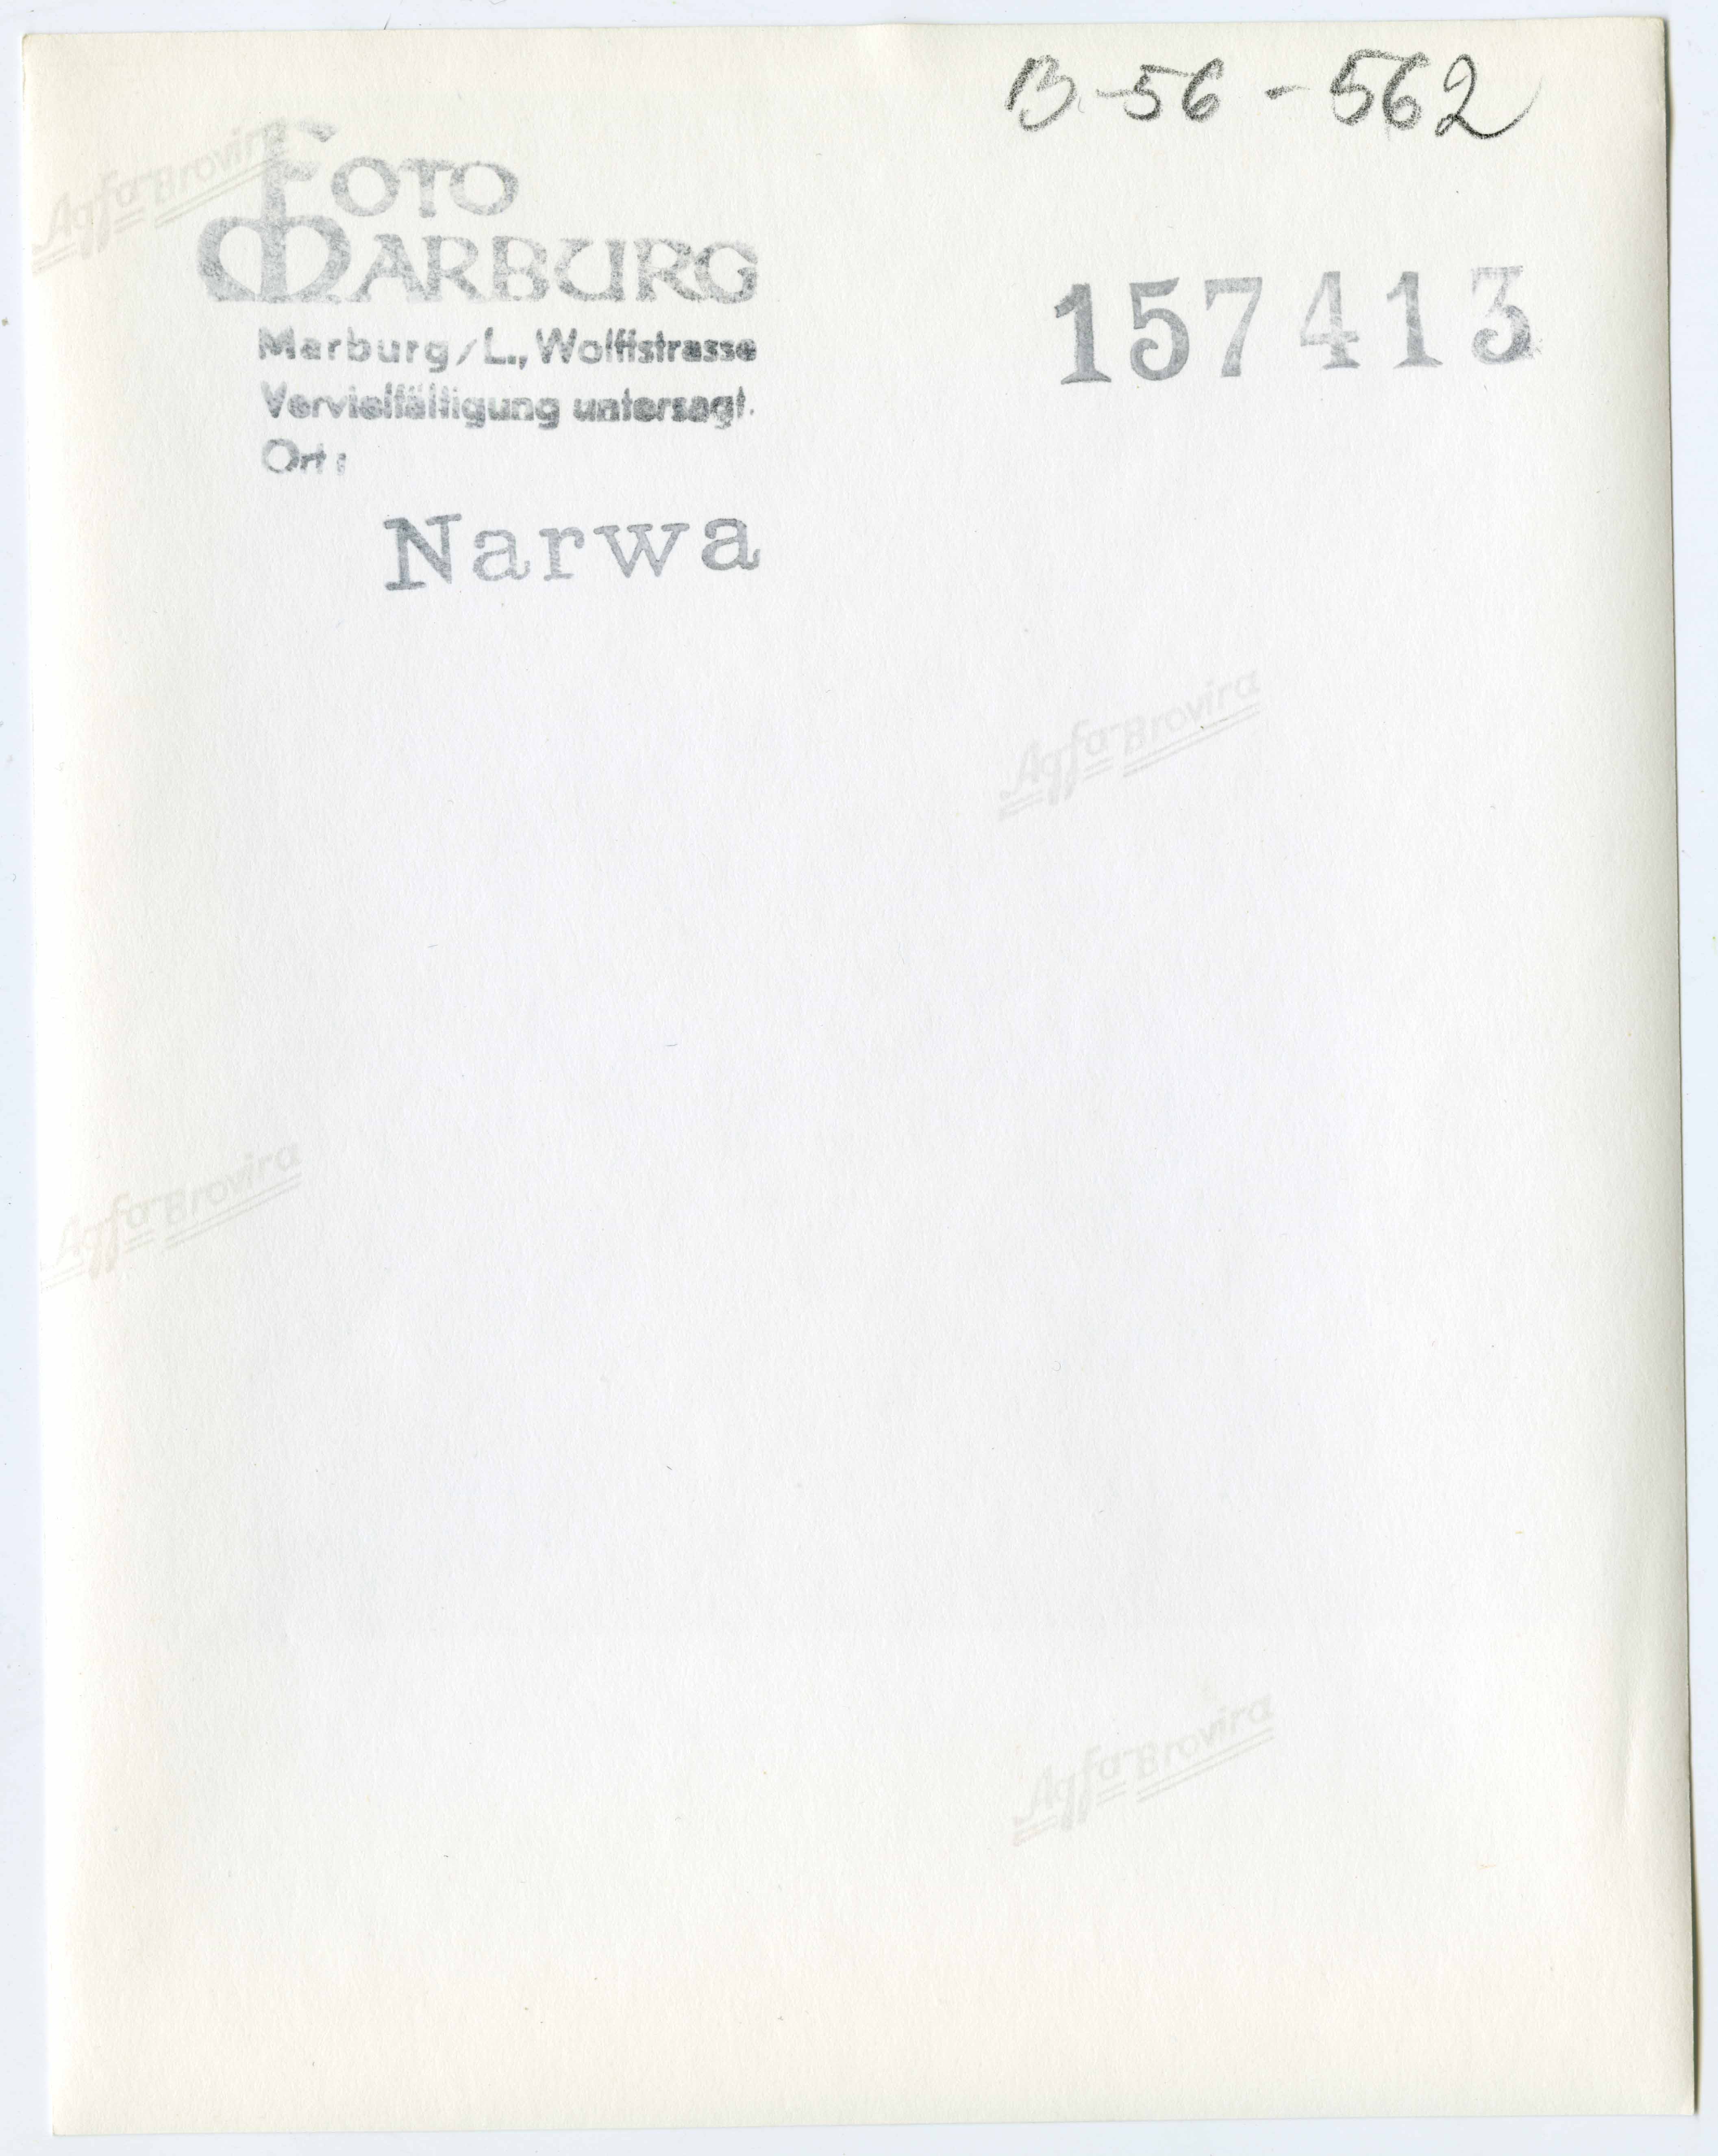 B-56-562
Foto
Marburg
Marburg/L., Wolffstrasse
Vervielfältigung untersagt.
Ort:
157413
Narwa
Agfa-Brovira
Agfa-Brovira
Agfa-Brovira
Agfa-Brovira